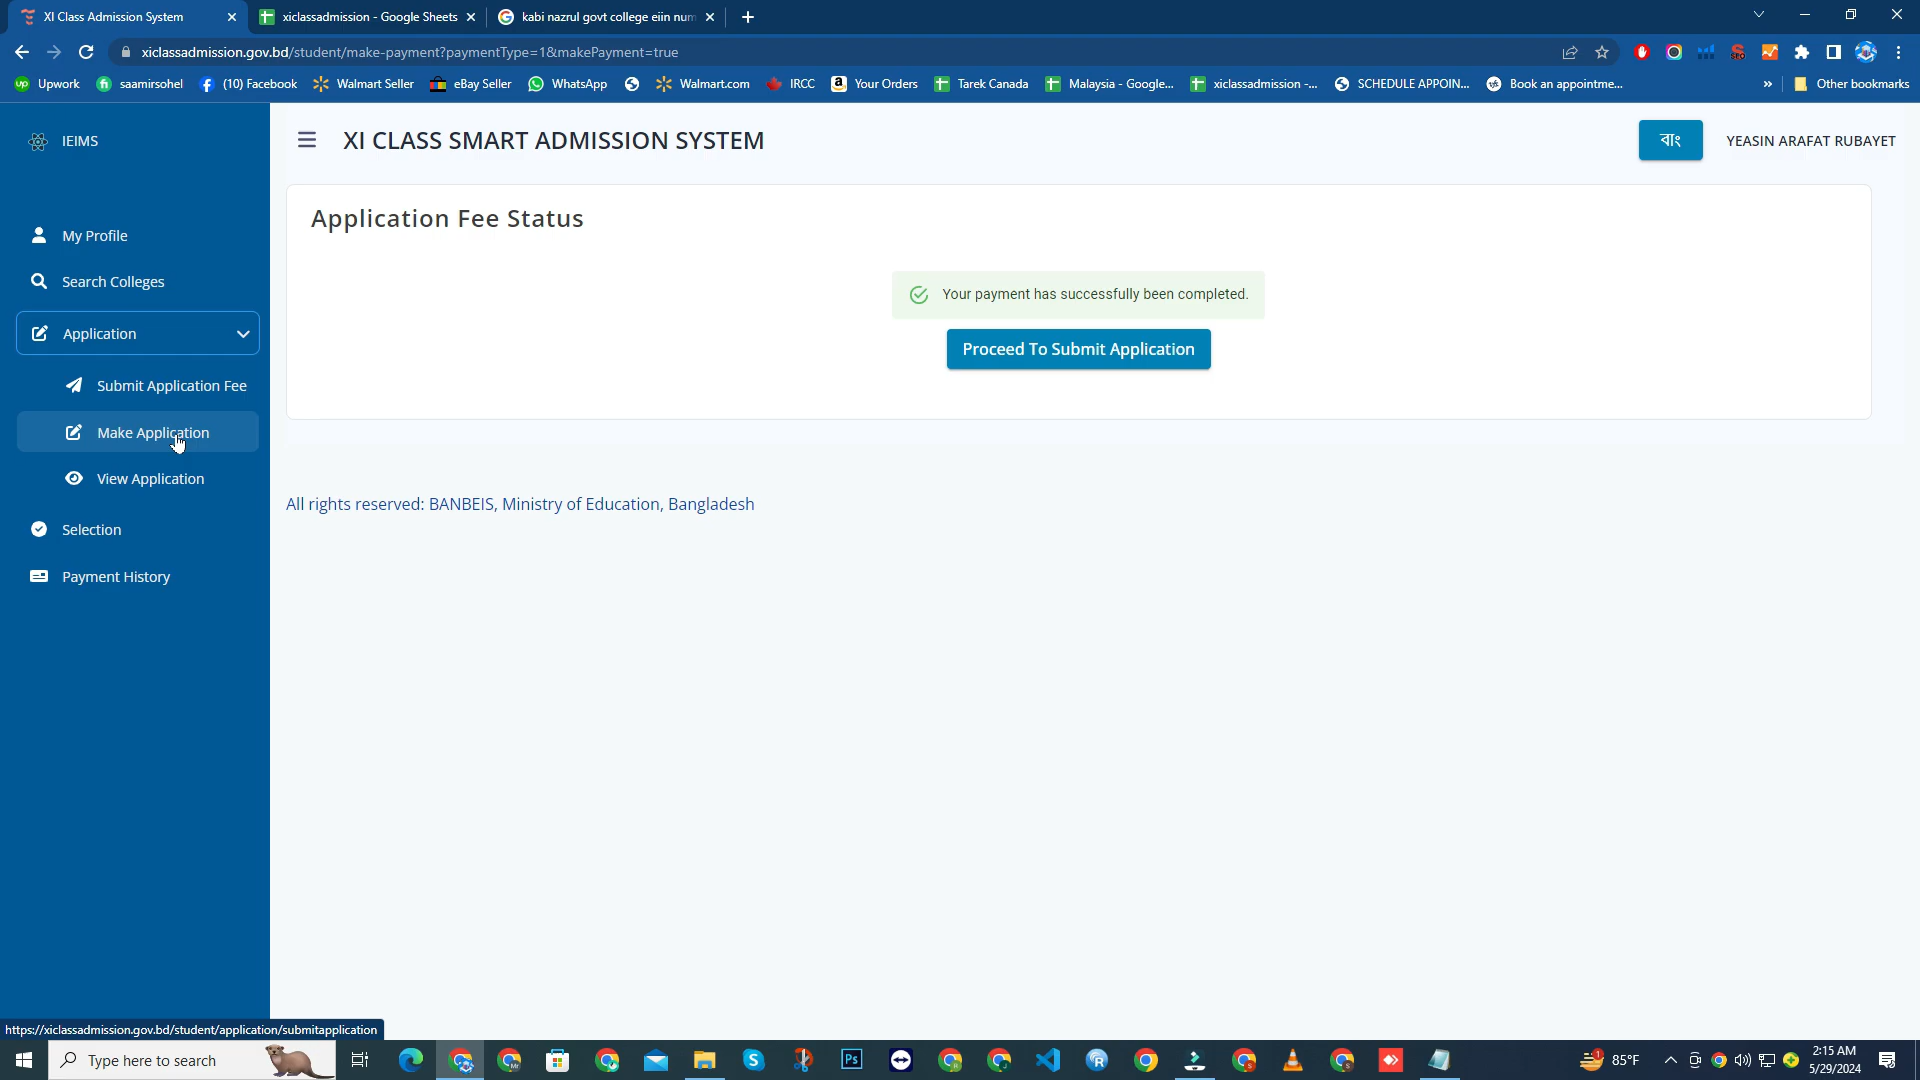 XI Class Admission System
xiclassadmission - Google Sheets
kabi nazrul govt college eiin num
xiclassadmission.gov.bd/student/make-payment?paymentType=1&makePayment=true
Upwork
saamirsohel
(10) Facebook
Walmart Seller
eBay Seller
WhatsApp
Walmart.com
IRCC
Your Orders
Tarek Canada
Malaysia - Google...
xiclassadmission -...
SCHEDULE APPOIN...
Book an appointme...
»
Other bookmarks
IEIMS
XI CLASS SMART ADMISSION SYSTEM
বাং
YEASIN ARAFAT RUBAYET
My Profile
Search Colleges
Application
Submit Application Fee
Make Application
View Application
Selection
Payment History
Application Fee Status
Your payment has successfully been completed.
Proceed To Submit Application
All rights reserved: BANBEIS, Ministry of Education, Bangladesh
https://xiclassadmission.gov.bd/student/application/submitapplication
Type here to search
85°F
2:15 AM
5/29/2024